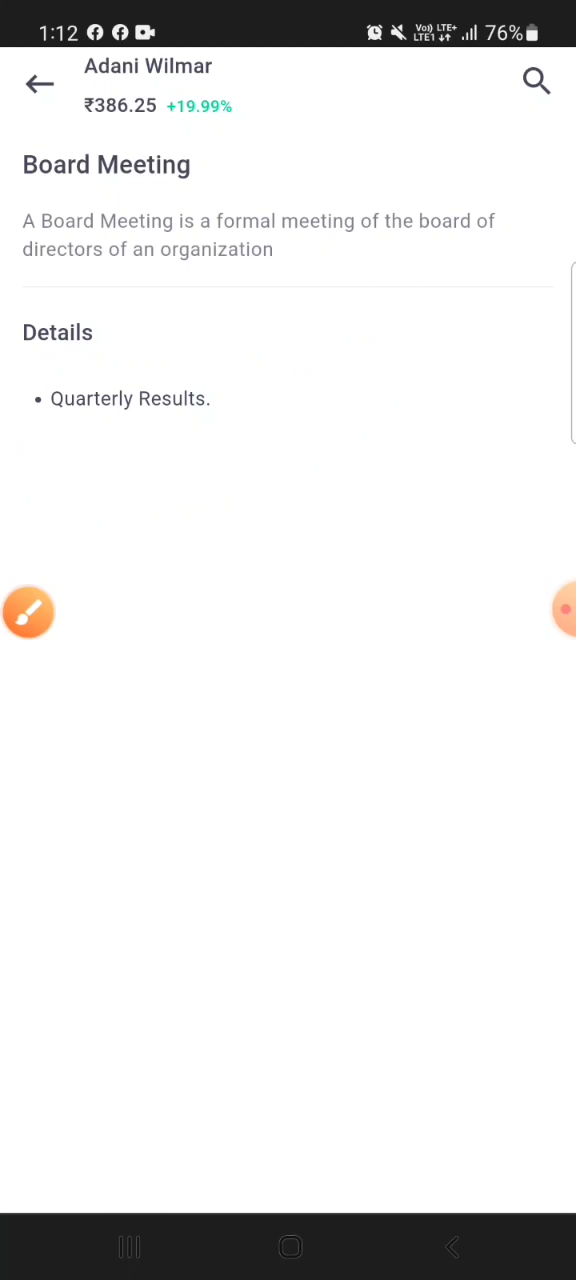 1:12
Vo)) LTE+
LTE1 76%
Adani Wilmar
₹386.25 +19.99%
Board Meeting
A Board Meeting is a formal meeting of the board of
directors of an organization
Details
• Quarterly Results.